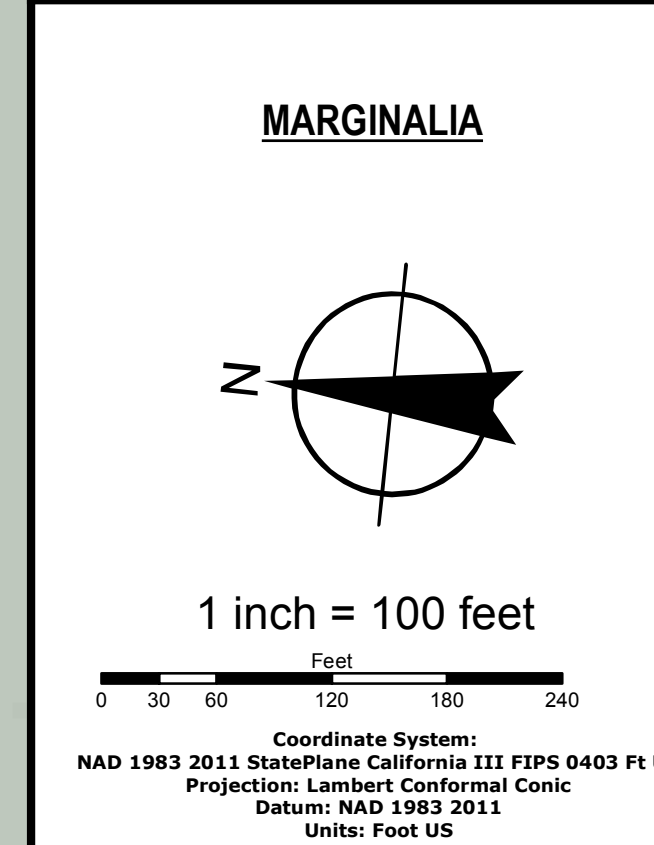 MARGINALIA
N
1 inch = 100 feet
Feet
0 30 60 120 180 240
Coordinate System:
NAD 1983 2011 StatePlane California III FIPS 0403 Ft
Projection: Lambert Conformal Conic
Datum: NAD 1983 2011
Units: Foot US